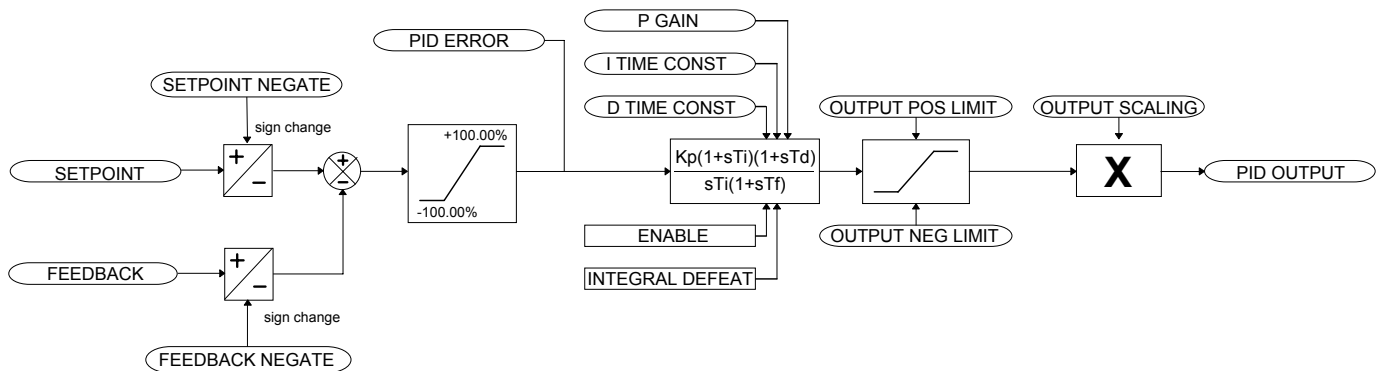 P GAIN
PID ERROR
I TIME CONST
SETPOINT NEGATE
D TIME CONST
OUTPUT POS LIMIT
OUTPUT SCALING
sign change
+100.00%
-100.00%
+
-
+
-
Kp(1+sTi)(1+sTd)
sTi(1+sTf)
X
SETPOINT
PID OUTPUT
ENABLE
OUTPUT NEG LIMIT
FEEDBACK
+
-
INTEGRAL DEFEAT
sign change
FEEDBACK NEGATE